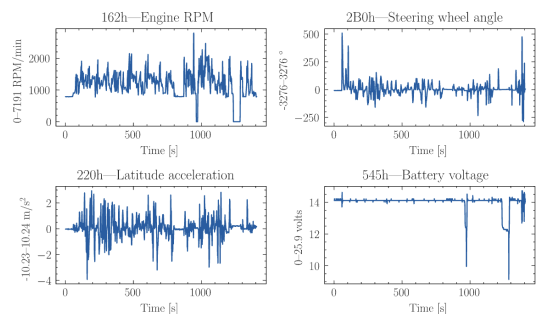 162h—Engine RPM
0–7191 RPM/min
2000
1000
0
0 500 1000
Time [s]
2B0h—Steering wheel angle
-3276–3276 °
500
250
0
−250
0 500 1000
Time [s]
220h—Latitude acceleration
-10.23–10.24 m/s²
2
0
−2
−4
0 500 1000
Time [s]
545h—Battery voltage
0–25.9 volts
14
12
10
0 500 1000
Time [s]